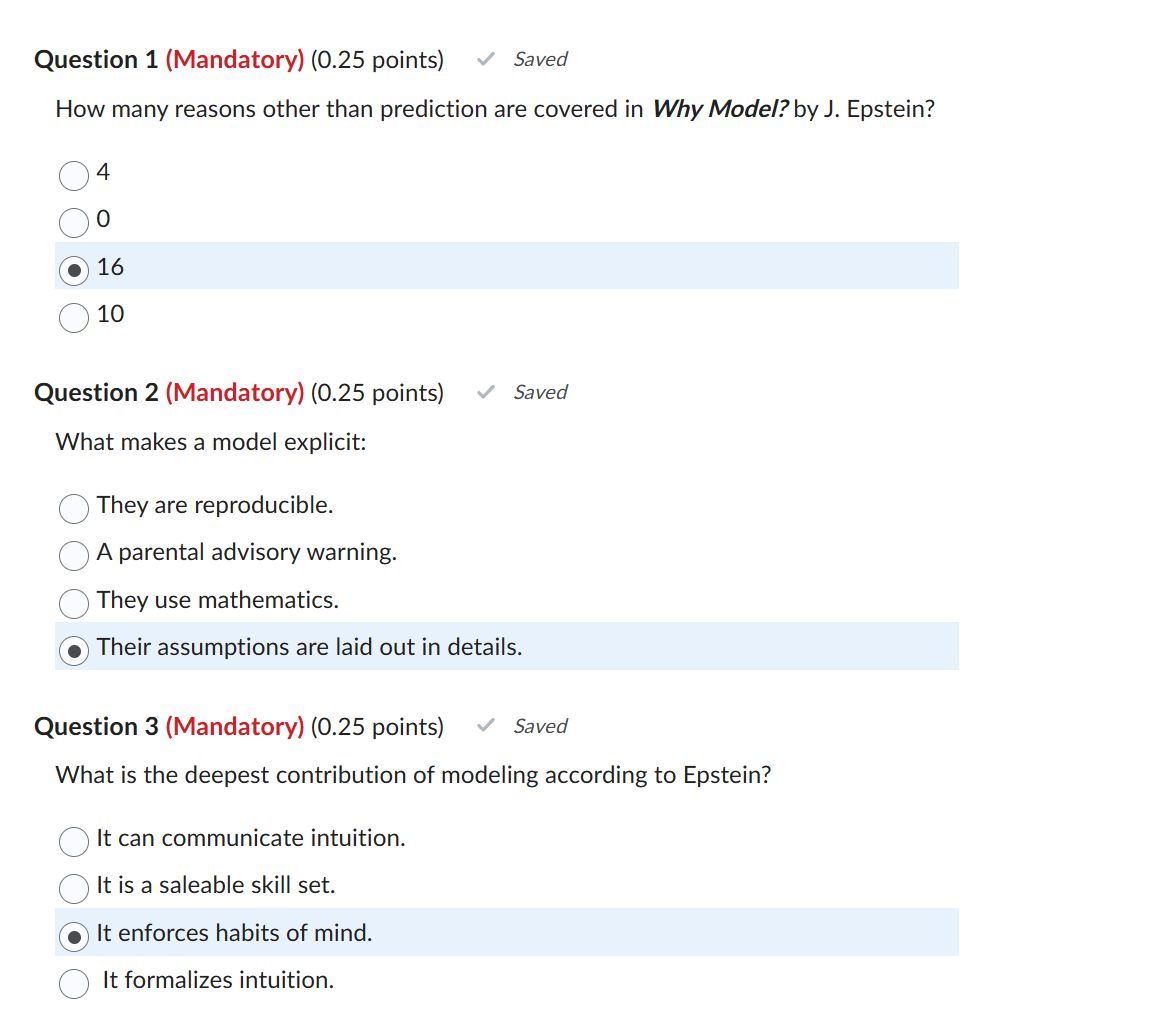 Question 1 (Mandatory) (0.25 points) Saved
How many reasons other than prediction are covered in Why Model? by J. Epstein?
4
0
16
10
Question 2 (Mandatory) (0.25 points) Saved
What makes a model explicit:
They are reproducible.
A parental advisory warning.
They use mathematics.
Their assumptions are laid out in details.
Question 3 (Mandatory) (0.25 points) Saved
What is the deepest contribution of modeling according to Epstein?
It can communicate intuition.
It is a saleable skill set.
It enforces habits of mind.
It formalizes intuition.